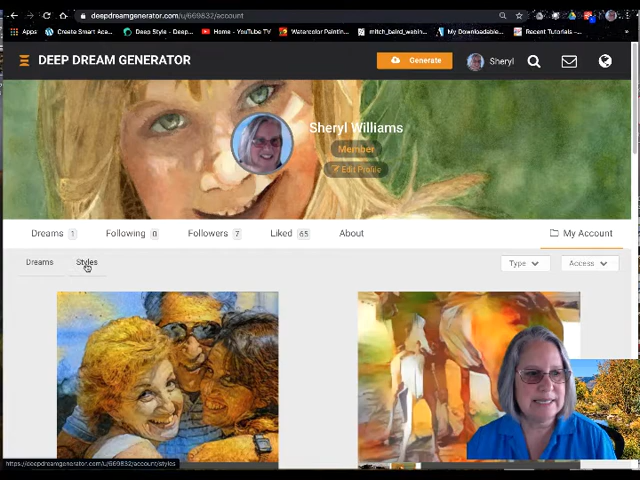 deepdreamgenerator.com/u/669832/account
Apps
Create Smart Acc...
Deep Style - Deep...
Home - YouTube TV
Watercolor Paintin...
mitch_baird_webin...
My Downloadable...
Recent Tutorials ~...
DEEP DREAM GENERATOR
Generate
Sheryl
Sheryl Williams
Member
Edit Profile
Dreams 1
Following 0
Followers 7
Liked 65
About
My Account
Dreams
Styles
Type
Access
https://deepdreamgenerator.com/u/669832/account/styles